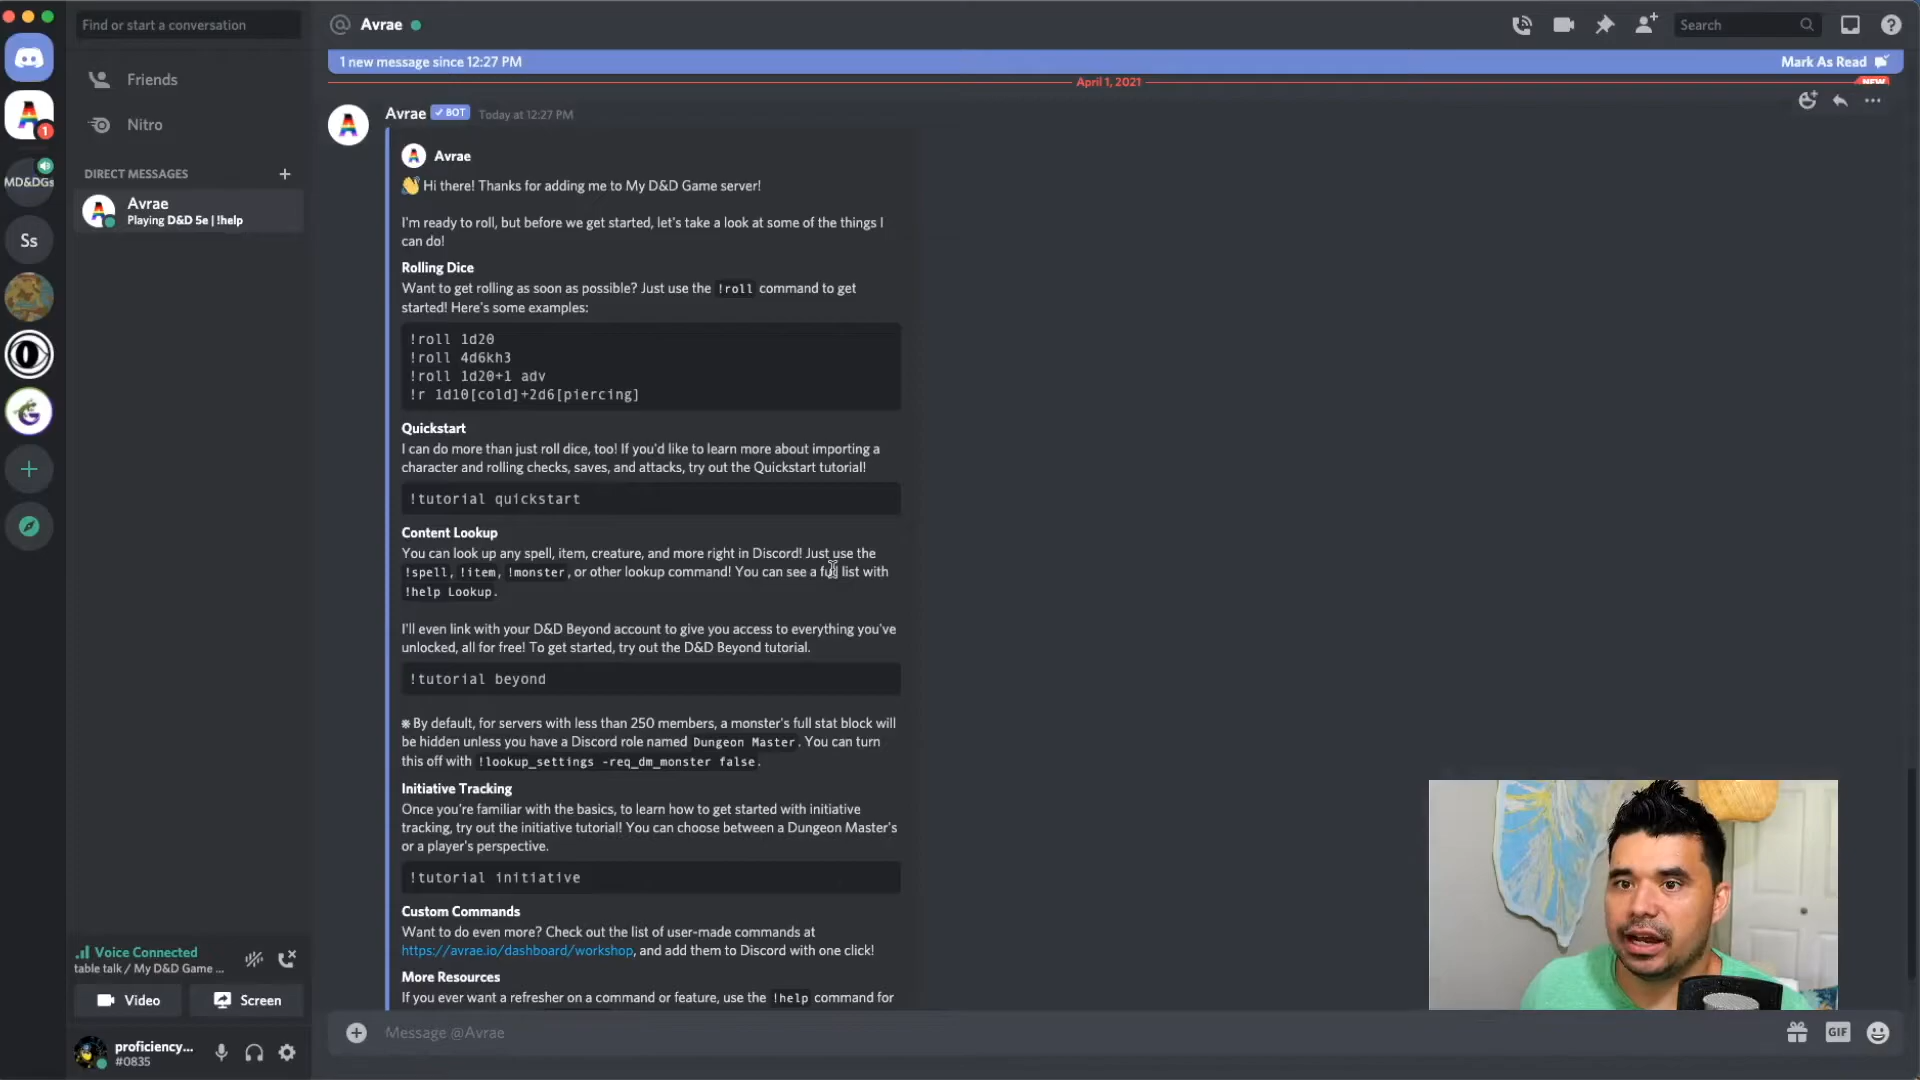 Find or start a conversation
Avrae
Search
1 new message since 12:27 PM
Mark As Read
April 1, 2021
NEW
Friends
Nitro
DIRECT MESSAGES
Avrae
Playing D&D 5e | !help
1
MD&DGs
Ss
Avrae BOT Today at 12:27 PM
Avrae
Hi there! Thanks for adding me to My D&D Game server!
I'm ready to roll, but before we get started, let's take a look at some of the things I
can do!
Rolling Dice
Want to get rolling as soon as possible? Just use the !roll command to get
started! Here's some examples:
!roll 1d20
!roll 4d6kh3
!roll 1d20+1 adv
!r 1d10[cold]+2d6[piercing]
Quickstart
I can do more than just roll dice, too! If you'd like to learn more about importing a
character and rolling checks, saves, and attacks, try out the Quickstart tutorial!
!tutorial quickstart
Content Lookup
You can look up any spell, item, creature, and more right in Discord! Just use the
!spell, !item, !monster, or other lookup command! You can see a full list with
!help Lookup.
I'll even link with your D&D Beyond account to give you access to everything you've
unlocked, all for free! To get started, try out the D&D Beyond tutorial.
!tutorial beyond
※ By default, for servers with less than 250 members, a monster's full stat block will
be hidden unless you have a Discord role named Dungeon Master. You can turn
this off with !lookup_settings -req_dm_monster false.
Initiative Tracking
Once you're familiar with the basics, to learn how to get started with initiative
tracking, try out the initiative tutorial! You can choose between a Dungeon Master's
or a player's perspective.
!tutorial initiative
Custom Commands
Want to do even more? Check out the list of user-made commands at
https://avrae.io/dashboard/workshop, and add them to Discord with one click!
More Resources
If you ever want a refresher on a command or feature, use the !help command for
Voice Connected
table talk / My D&D Game ...
Video
Screen
proficiency...
#0835
Message @Avrae
GIF